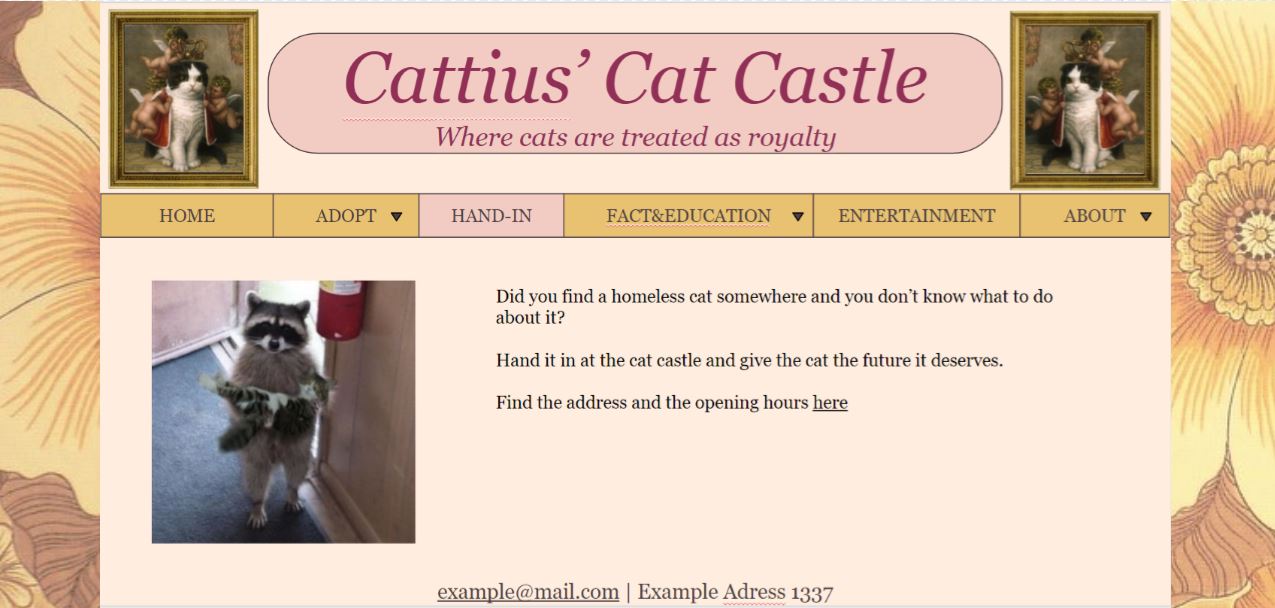 Cattius’ Cat Castle
Where cats are treated as royalty
HOME ADOPT HAND-IN FACT&EDUCATION ENTERTAINMENT ABOUT
Did you find a homeless cat somewhere and you don’t know what to do
about it?
Hand it in at the cat castle and give the cat the future it deserves.
Find the address and the opening hours here
example@mail.com | Example Adress 1337